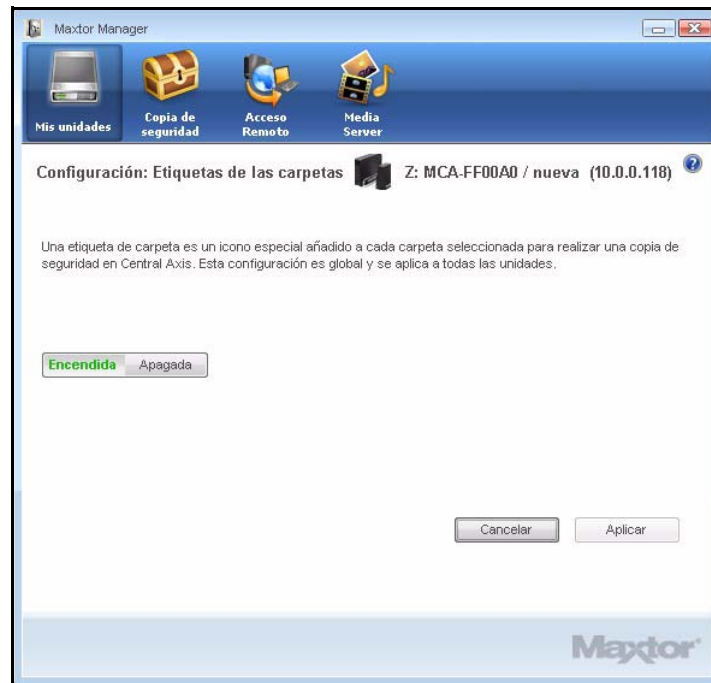 Maxtor Manager
Mis unidades
Copia de
seguridad
Acceso
Remoto
Media
Server
Configuración: Etiquetas de las carpetas Z: MCA-FF00A0 / nueva (10.0.0.118) ?
Una etiqueta de carpeta es un icono especial añadido a cada carpeta seleccionada para realizar una copia de
seguridad en Central Axis. Esta configuración es global y se aplica a todas las unidades.
Encendida Apagada
Cancelar Aplicar
Maxtor